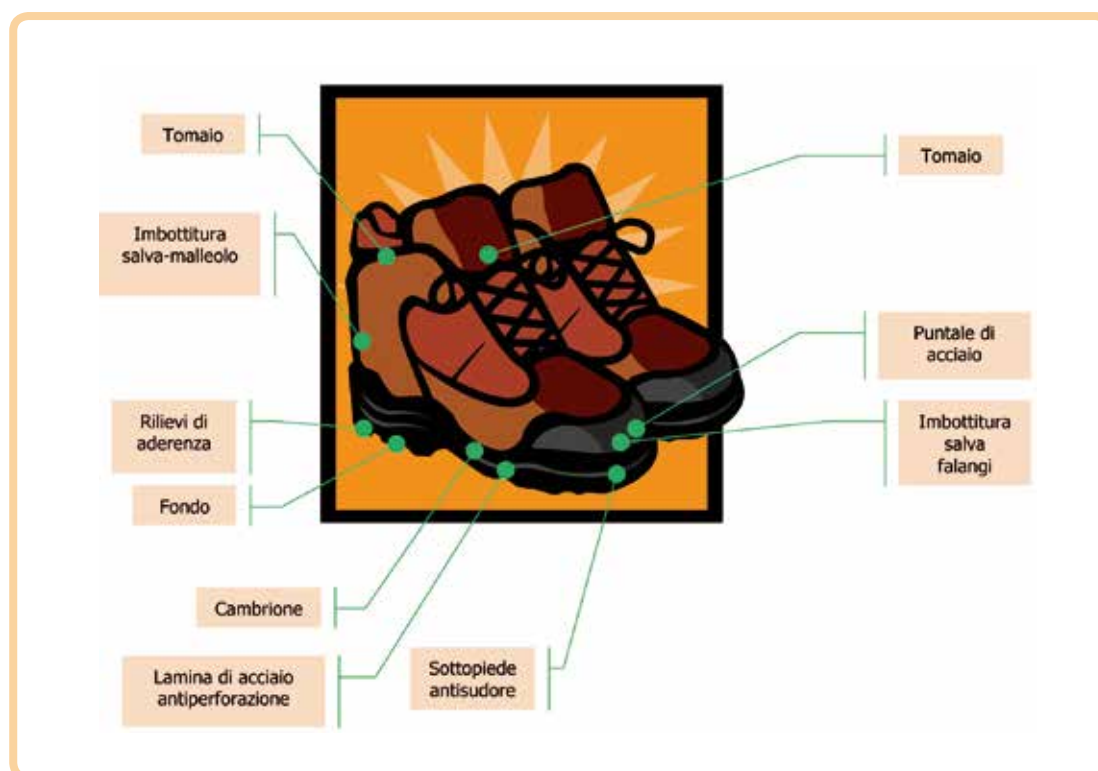 Tomaio
Imbottitura
salva-malleolo
Rilievi di
aderenza
Fondo
Cambrione
Lamina di acciaio
antiperforazione
Sottopiede
antisudore
Tomaio
Puntale di
acciaio
Imbottitura
salva
falangi